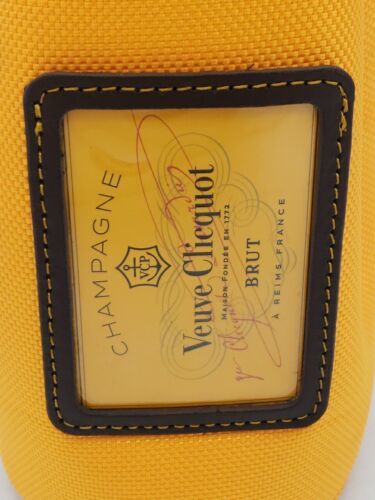 CHAMPAGNE
VCP
Veuve Clicquot
MAISON FONDÉE EN 1772
BRUT
À REIMS FRANCE